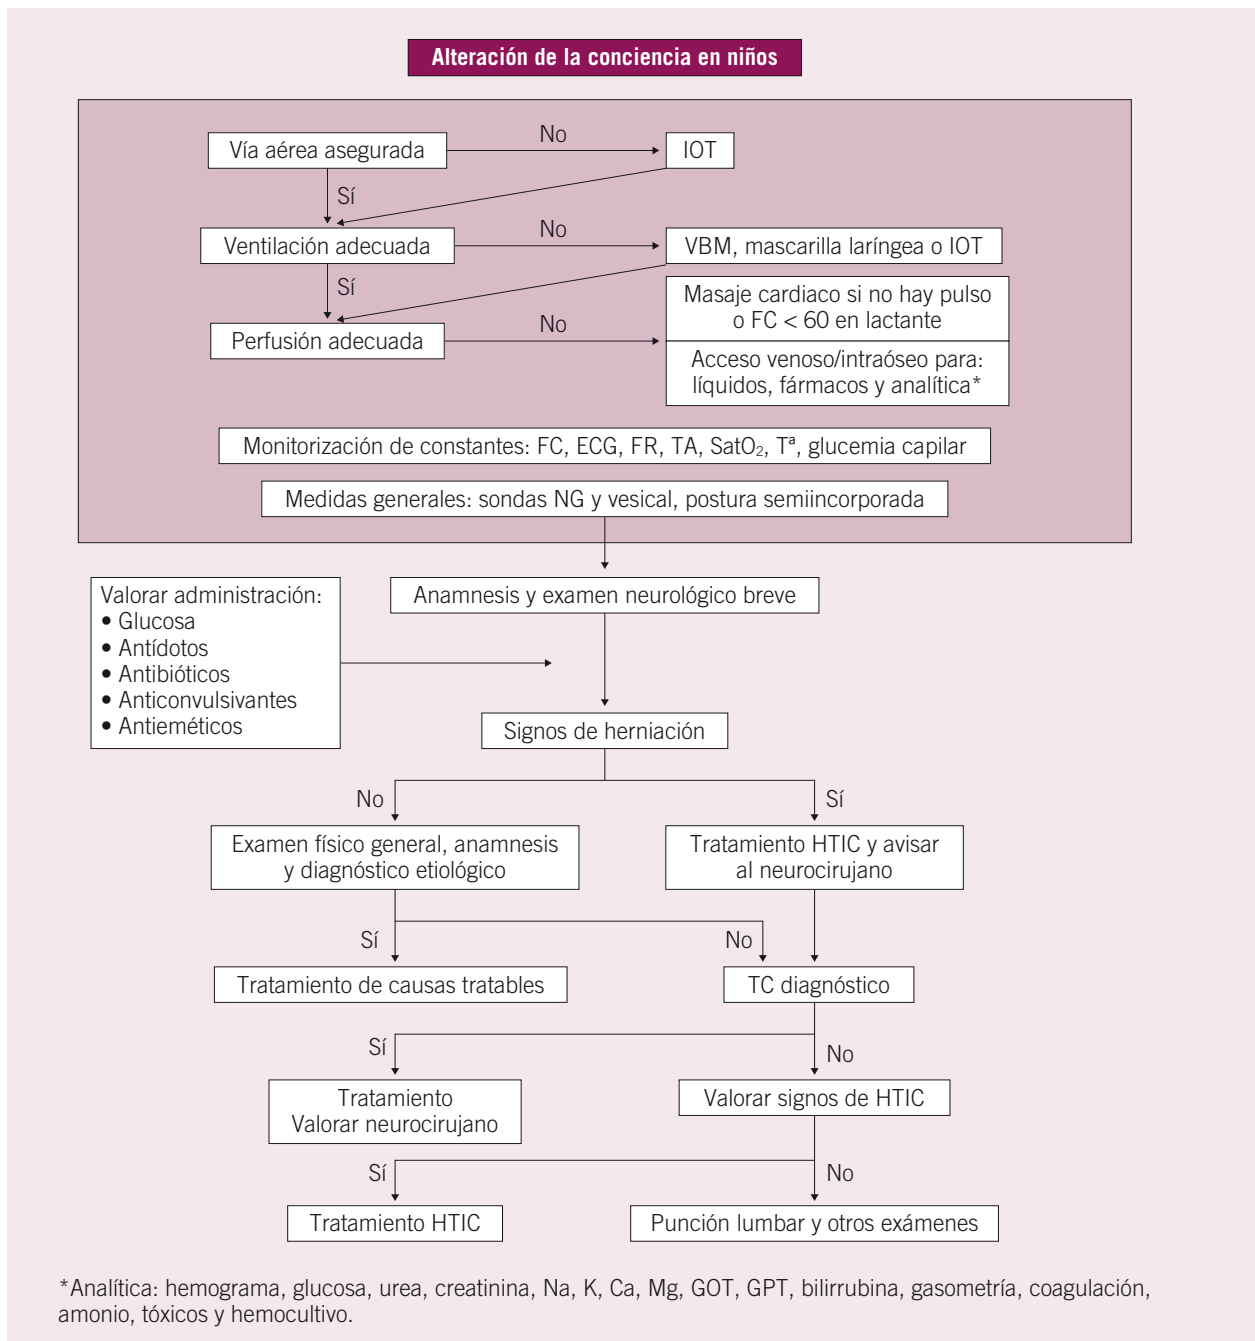 Alteración de la conciencia en niños
Vía aérea asegurada
No
IOT
Sí
Ventilación adecuada
No
VBM, mascarilla laríngea o IOT
Sí
Perfusión adecuada
No
Masaje cardiaco si no hay pulso
o FC < 60 en lactante
Acceso venoso/intraóseo para:
líquidos, fármacos y analítica*
Monitorización de constantes: FC, ECG, FR, TA, SatO₂, Tª, glucemia capilar
Medidas generales: sondas NG y vesical, postura semiincorporada
Valorar administración:
• Glucosa
• Antídotos
• Antibióticos
• Anticonvulsivantes
• Antieméticos
Anamnesis y examen neurológico breve
Signos de herniación
No
Sí
Examen físico general, anamnesis
y diagnóstico etiológico
Tratamiento HTIC y avisar
al neurocirujano
Sí
No
Tratamiento de causas tratables
TC diagnóstico
Sí
No
Tratamiento
Valorar neurocirujano
Valorar signos de HTIC
Sí
No
Tratamiento HTIC
Punción lumbar y otros exámenes
*Analítica: hemograma, glucosa, urea, creatinina, Na, K, Ca, Mg, GOT, GPT, bilirrubina, gasometría, coagulación,
amonio, tóxicos y hemocultivo.